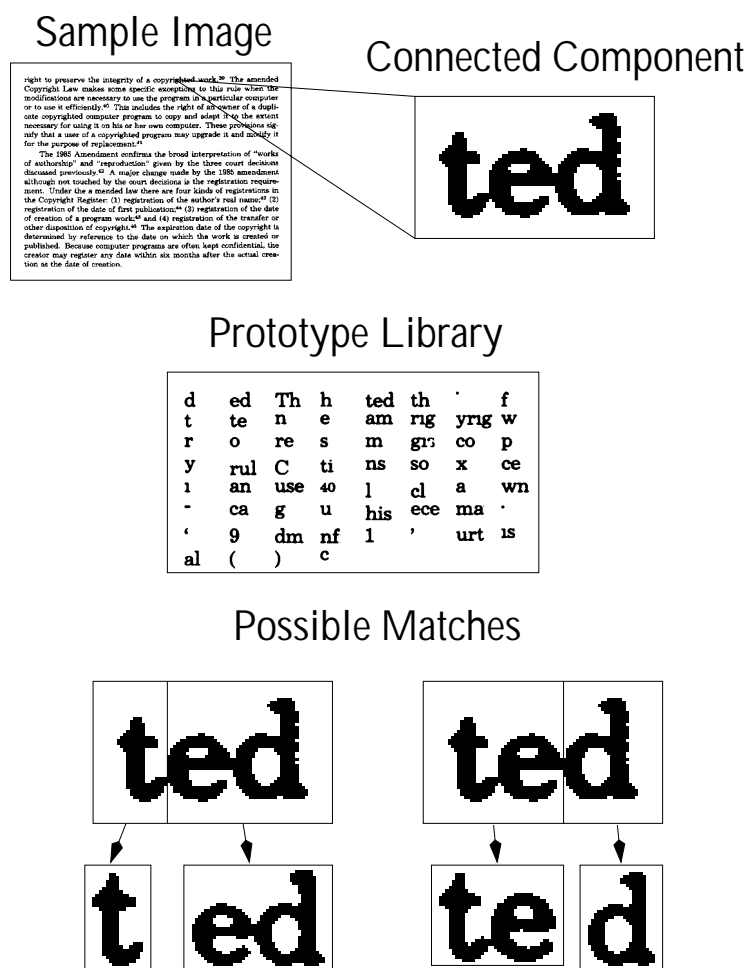 Sample Image
Connected Component
right to preserve the integrity of a copyrighted work.39 The amended
Copyright Law makes some specific exceptions to this rule when the
modifications are necessary to use the program in a particular computer
or to use it efficiently.40 This includes the right of an owner of a dupli-
cate copyrighted computer program to copy and adapt it to the extent
necessary for using it on his or her own computer. These provisions sig-
nify that a user of a copyrighted program may upgrade it and modify it
for the purpose of replacement.41
The 1985 Amendment confirms the broad interpretation of "works
of authorship" and "reproduction" given by the three court decisions
discussed previously.42 A major change made by the 1985 amendment
although not touched by the court decisions is the registration require-
ment. Under the a mended law there are four kinds of registrations in
the Copyright Register: (1) registration of the author's real name;43 (2)
registration of the date of first publication;44 (3) registration of the date
of creation of a program work;45 and (4) registration of the transfer or
other disposition of copyright.46 The expiration date of the copyright is
determined by reference to the date on which the work is created or
published. Because computer programs are often kept confidential, the
creator may register any date within six months after the actual crea-
tion as the date of creation.
ted
Prototype Library
d ed Th h ted th · f
t te n e am rıg yrıg w
r o re s m gıs co p
y rul C ti ns so x ce
ı an use 40 l cl a wn
- ca g u his ece ma ·
‘ 9 dm nf 1 ’ urt ıs
al ( ) c
Possible Matches
ted ted
t ed te d